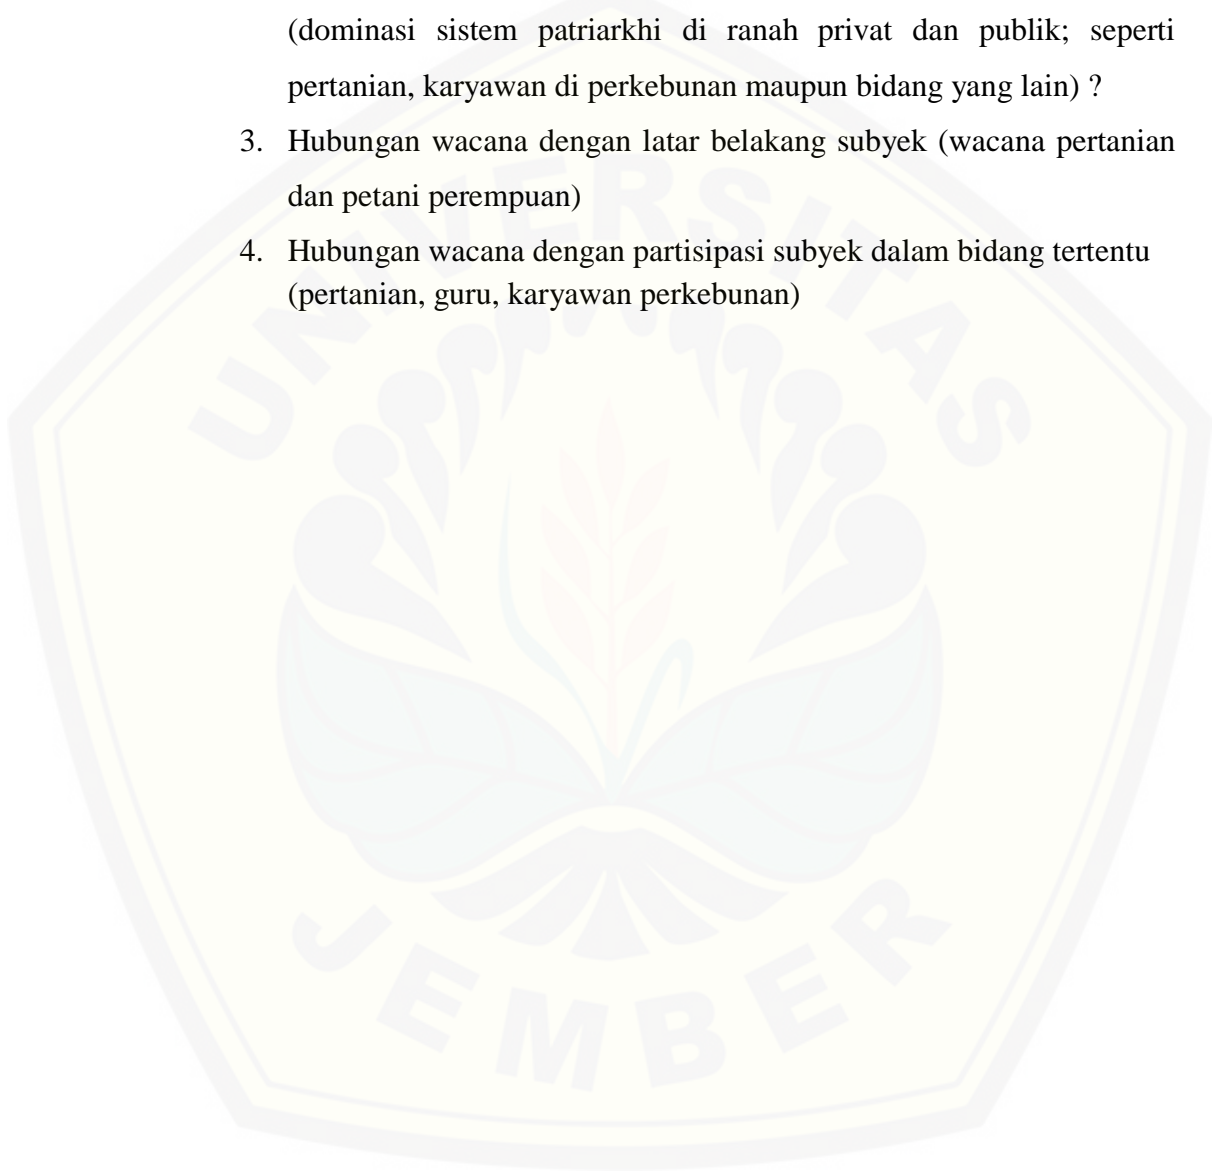 (dominasi sistem patriarkhi di ranah privat dan publik; seperti
pertanian, karyawan di perkebunan maupun bidang yang lain) ?
3. Hubungan wacana dengan latar belakang subyek (wacana pertanian
dan petani perempuan)
4. Hubungan wacana dengan partisipasi subyek dalam bidang tertentu
(pertanian, guru, karyawan perkebunan)
UNIVERSITAS
JEMBER